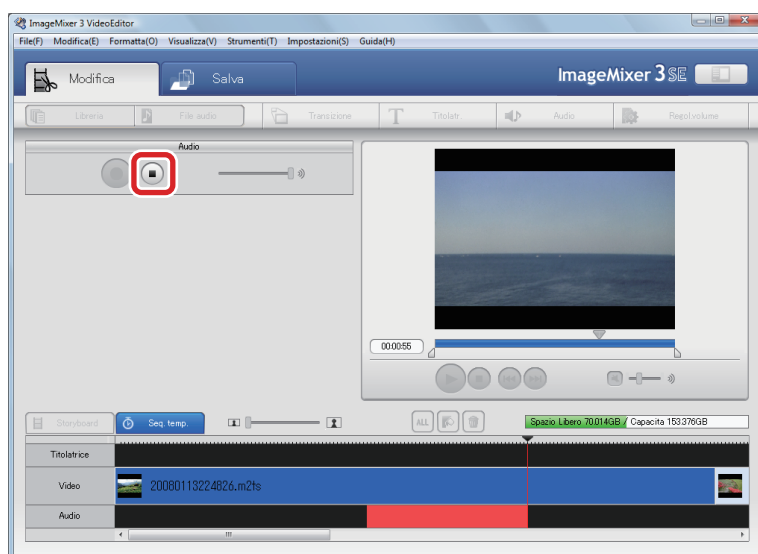 ImageMixer 3 VideoEditor
File(F) Modifica(E) Formatta(O) Visualizza(V) Strumenti(T) Impostazioni(S) Guida(H)
Modifica Salva ImageMixer 3 SE
Libreria File audio Transizione T Titolatr Audio Regol volume
Audio
00:00:55
Storyboard Seq. temp. ALL Spazio Libero 70.014GB / Capacita 153.376GB
Titolatrice
Video 20080113224826.m2ts
Audio